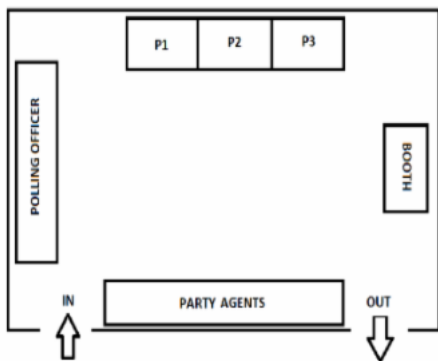 P1 P2 P3
POLLING OFFICER
BOOTH
IN
PARTY AGENTS
OUT